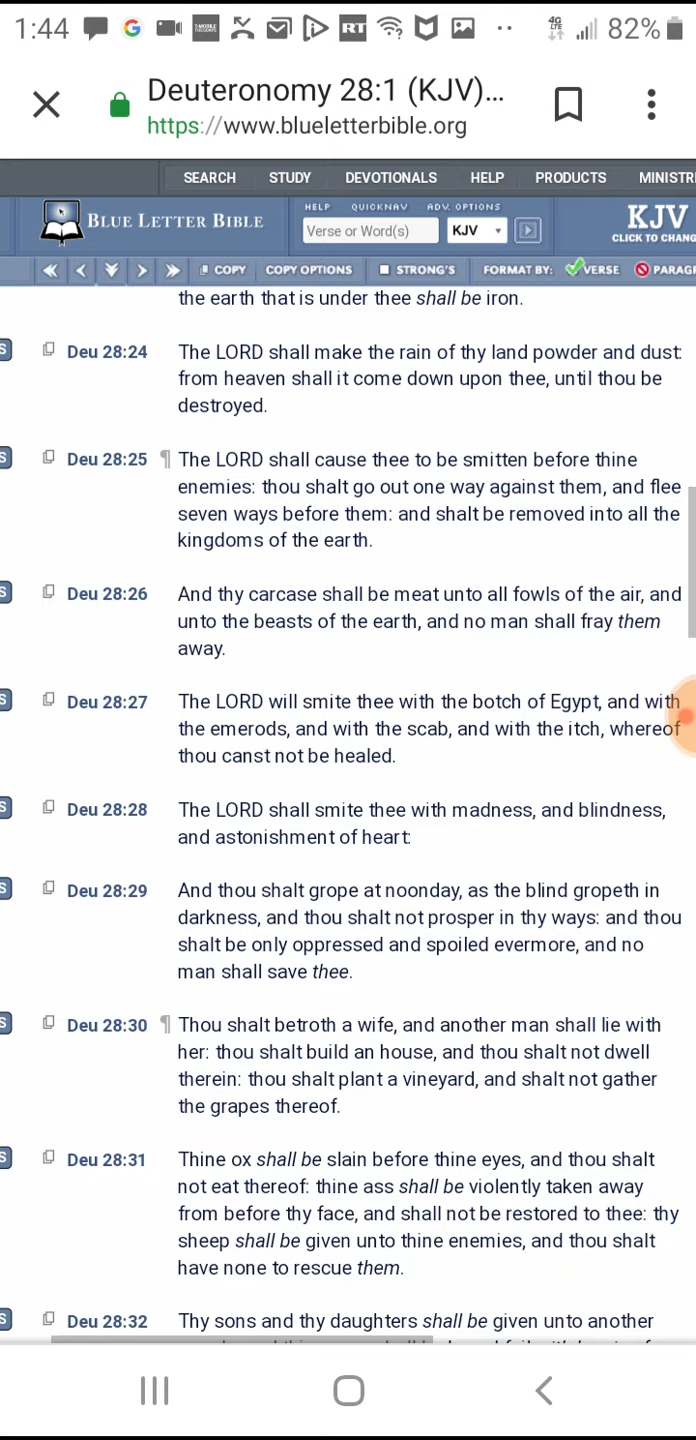 1:44
RT
4G
LTE
82%
Deuteronomy 28:1 (KJV)...
https://www.blueletterbible.org
SEARCH STUDY DEVOTIONALS HELP PRODUCTS MINISTRI
BLUE LETTER BIBLE
HELP QUICKNAV ADV. OPTIONS
Verse or Word(s) KJV
KJV
CLICK TO CHANG
COPY COPY OPTIONS STRONG'S FORMAT BY: VERSE PARAGR
the earth that is under thee shall be iron.
S Deu 28:24 The LORD shall make the rain of thy land powder and dust:
from heaven shall it come down upon thee, until thou be
destroyed.
S Deu 28:25 ¶ The LORD shall cause thee to be smitten before thine
enemies: thou shalt go out one way against them, and flee
seven ways before them: and shalt be removed into all the
kingdoms of the earth.
S Deu 28:26 And thy carcase shall be meat unto all fowls of the air, and
unto the beasts of the earth, and no man shall fray them
away.
S Deu 28:27 The LORD will smite thee with the botch of Egypt, and with
the emerods, and with the scab, and with the itch, whereof
thou canst not be healed.
S Deu 28:28 The LORD shall smite thee with madness, and blindness,
and astonishment of heart:
S Deu 28:29 And thou shalt grope at noonday, as the blind gropeth in
darkness, and thou shalt not prosper in thy ways: and thou
shalt be only oppressed and spoiled evermore, and no
man shall save thee.
S Deu 28:30 ¶ Thou shalt betroth a wife, and another man shall lie with
her: thou shalt build an house, and thou shalt not dwell
therein: thou shalt plant a vineyard, and shalt not gather
the grapes thereof.
S Deu 28:31 Thine ox shall be slain before thine eyes, and thou shalt
not eat thereof: thine ass shall be violently taken away
from before thy face, and shall not be restored to thee: thy
sheep shall be given unto thine enemies, and thou shalt
have none to rescue them.
S Deu 28:32 Thy sons and thy daughters shall be given unto another